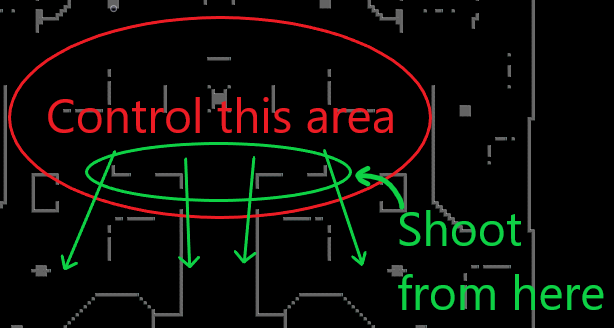 Control this area
Shoot
from here